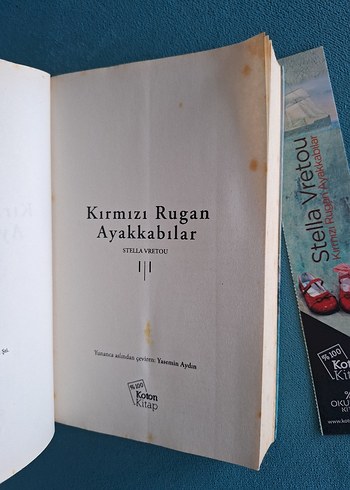 Kırmızı Rugan
Ayakkabılar
STELLA VRETOU
Yunanca aslından çeviren: Yasemin Aydın
%100
Koton
Kitap
Stella Vretou
Kırmızı Rugan Ayakkabılar
%100
Koton
Kitap